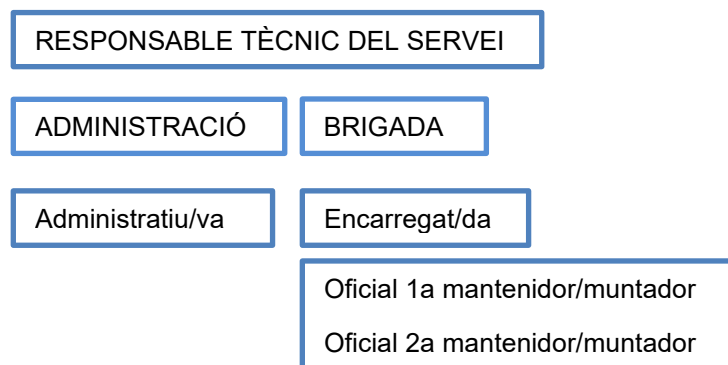 RESPONSABLE TÈCNIC DEL SERVEI
ADMINISTRACIÓ
BRIGADA
Administratiu/va
Encarregat/da
Oficial 1a mantenidor/muntador
Oficial 2a mantenidor/muntador